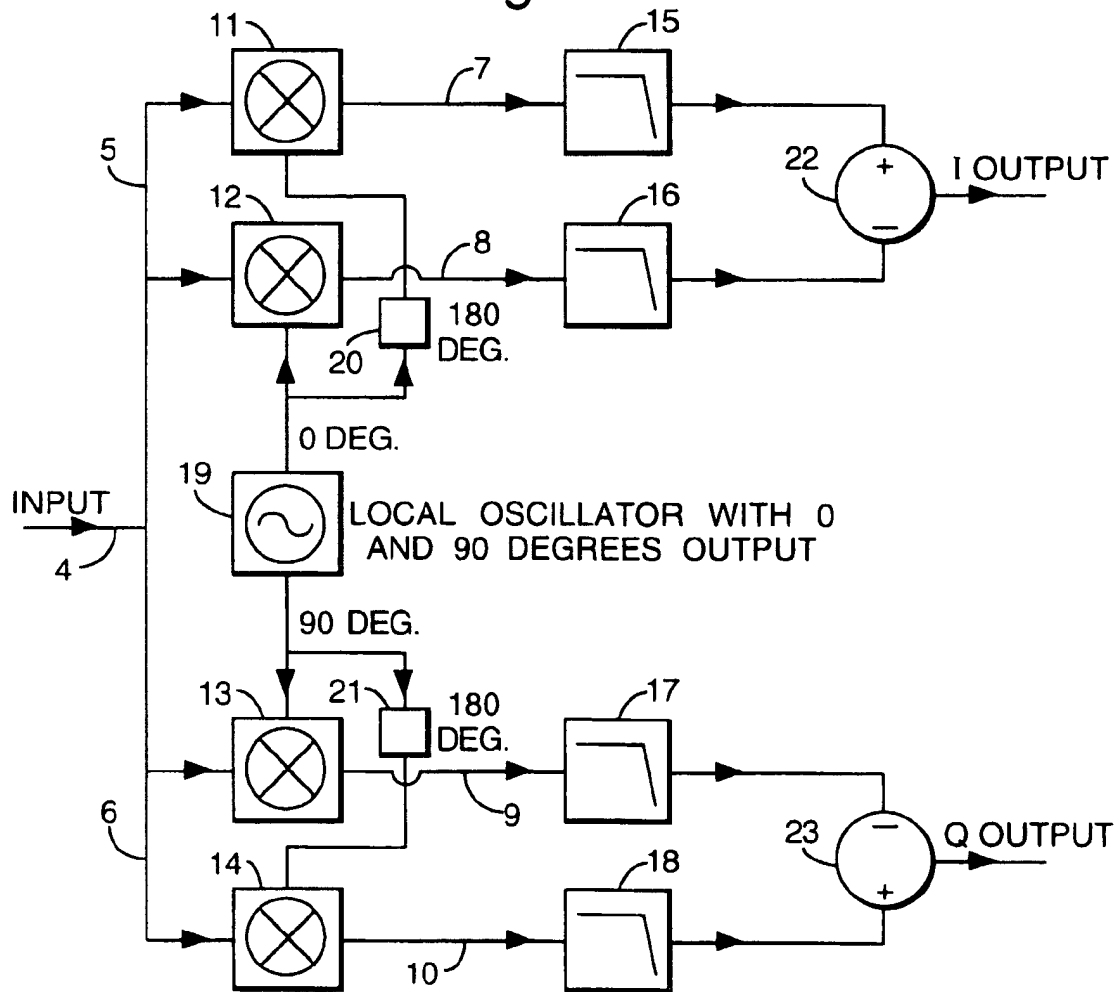 11
15
7
5
+
22
I OUTPUT
—
12
16
8
20
180
DEG.
0 DEG.
19
INPUT
LOCAL OSCILLATOR WITH 0
AND 90 DEGREES OUTPUT
4
90 DEG.
13
21
180
DEG.
17
9
6
—
23
Q OUTPUT
+
14
18
10